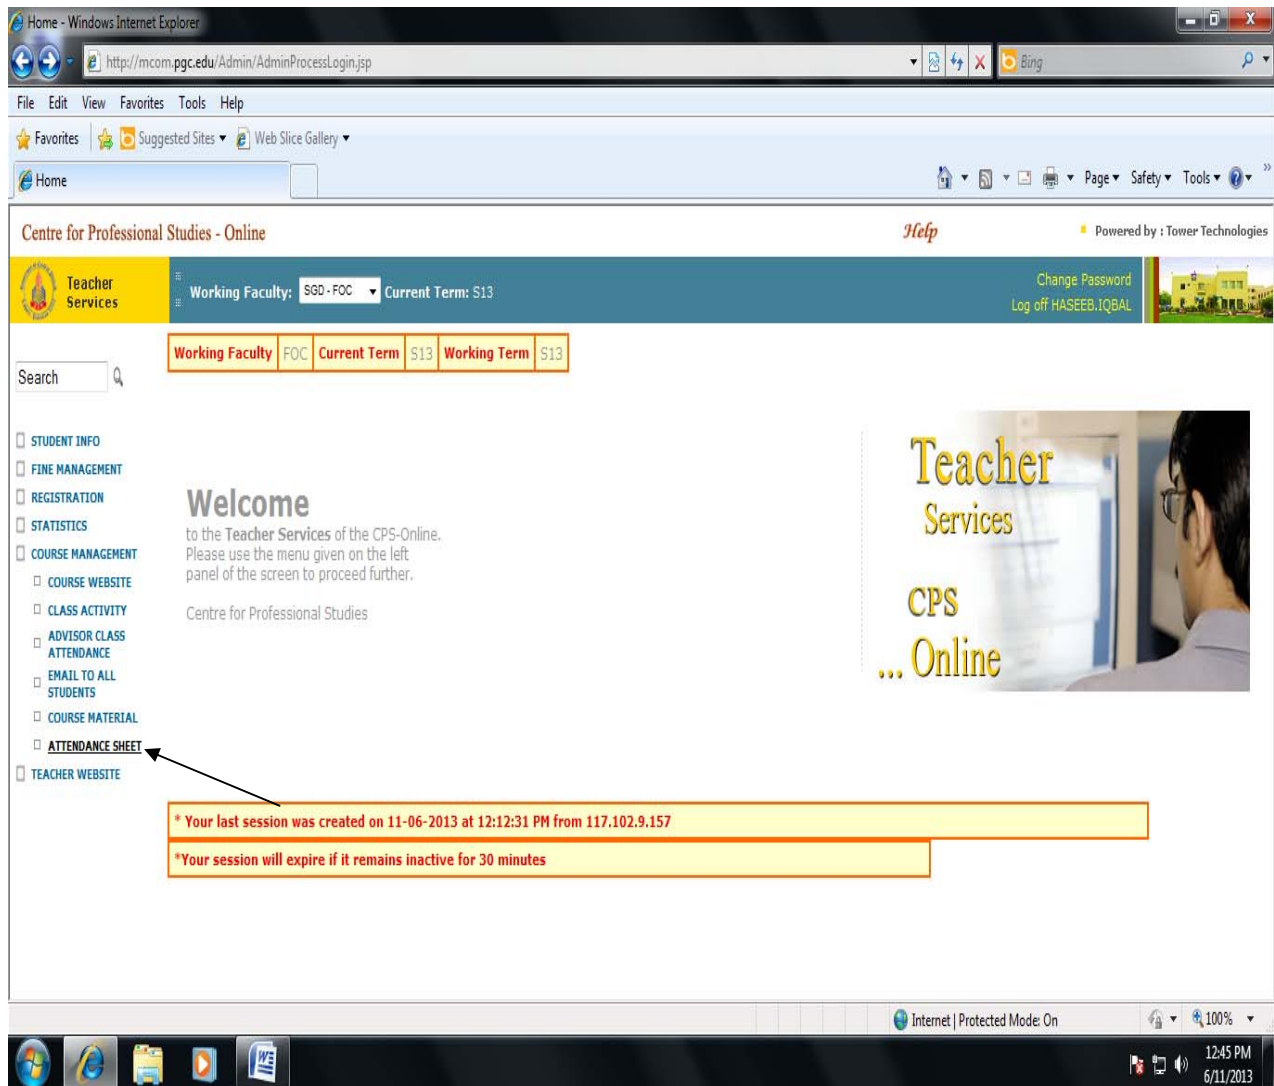 Home - Windows Internet Explorer
http://mcom.pgc.edu/Admin/AdminProcessLogin.jsp
Bing
File Edit View Favorites Tools Help
Favorites Suggested Sites Web Slice Gallery
Home
Page Safety Tools
Centre for Professional Studies - Online
Help
Powered by : Tower Technologies
Teacher
Services
Working Faculty: SGD - FOC Current Term: S13
Change Password
Log off HASEEB.IQBAL
Working Faculty FOC Current Term S13 Working Term S13
Search
STUDENT INFO
FINE MANAGEMENT
REGISTRATION
STATISTICS
COURSE MANAGEMENT
COURSE WEBSITE
CLASS ACTIVITY
ADVISOR CLASS
ATTENDANCE
EMAIL TO ALL
STUDENTS
COURSE MATERIAL
ATTENDANCE SHEET
TEACHER WEBSITE
Welcome
to the Teacher Services of the CPS-Online.
Please use the menu given on the left
panel of the screen to proceed further.
Centre for Professional Studies
Teacher
Services
CPS
... Online
* Your last session was created on 11-06-2013 at 12:12:31 PM from 117.102.9.157
*Your session will expire if it remains inactive for 30 minutes
Internet | Protected Mode: On
100%
12:45 PM
6/11/2013